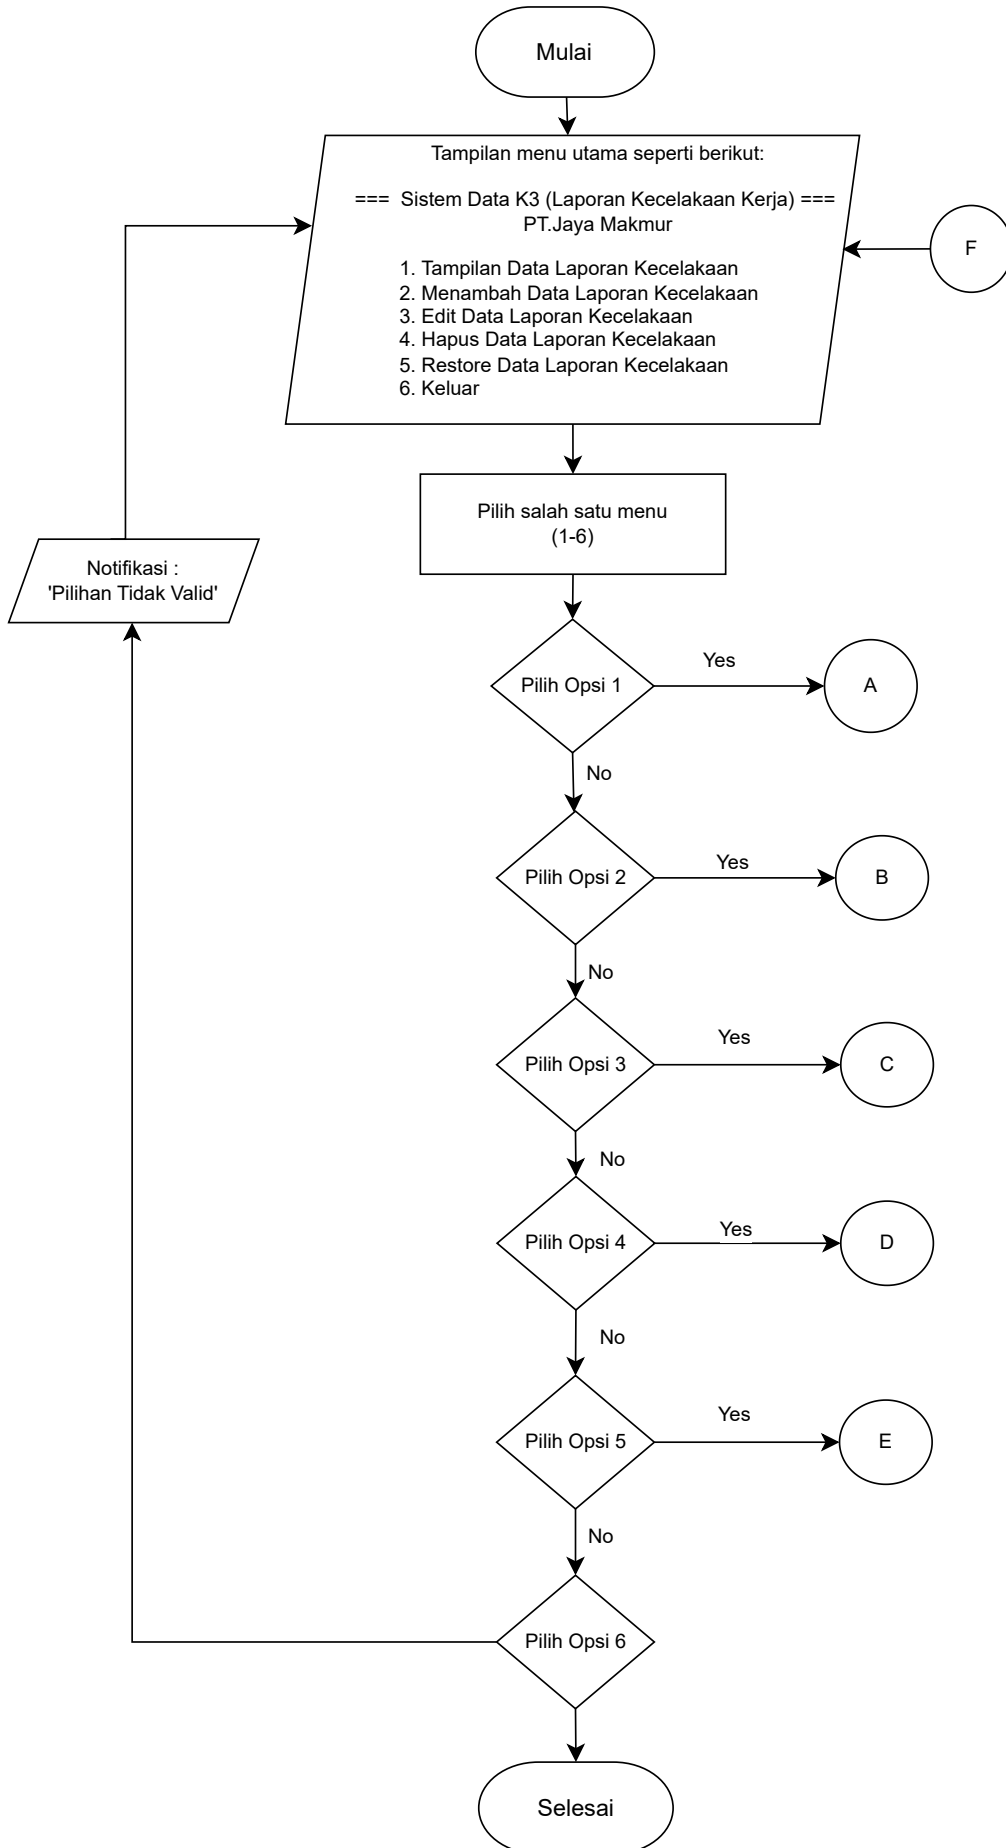 Mulai
Tampilan menu utama seperti berikut:
=== Sistem Data K3 (Laporan Kecelakaan Kerja) ===
PT.Jaya Makmur
F
1. Tampilan Data Laporan Kecelakaan
2. Menambah Data Laporan Kecelakaan
3. Edit Data Laporan Kecelakaan
4. Hapus Data Laporan Kecelakaan
5. Restore Data Laporan Kecelakaan
6. Keluar
Pilih salah satu menu
(1-6)
Notifikasi :
'Pilihan Tidak Valid'
Pilih Opsi 1
Yes
A
No
Pilih Opsi 2
Yes
B
No
Pilih Opsi 3
Yes
C
No
Pilih Opsi 4
Yes
D
No
Pilih Opsi 5
Yes
E
No
Pilih Opsi 6
Selesai